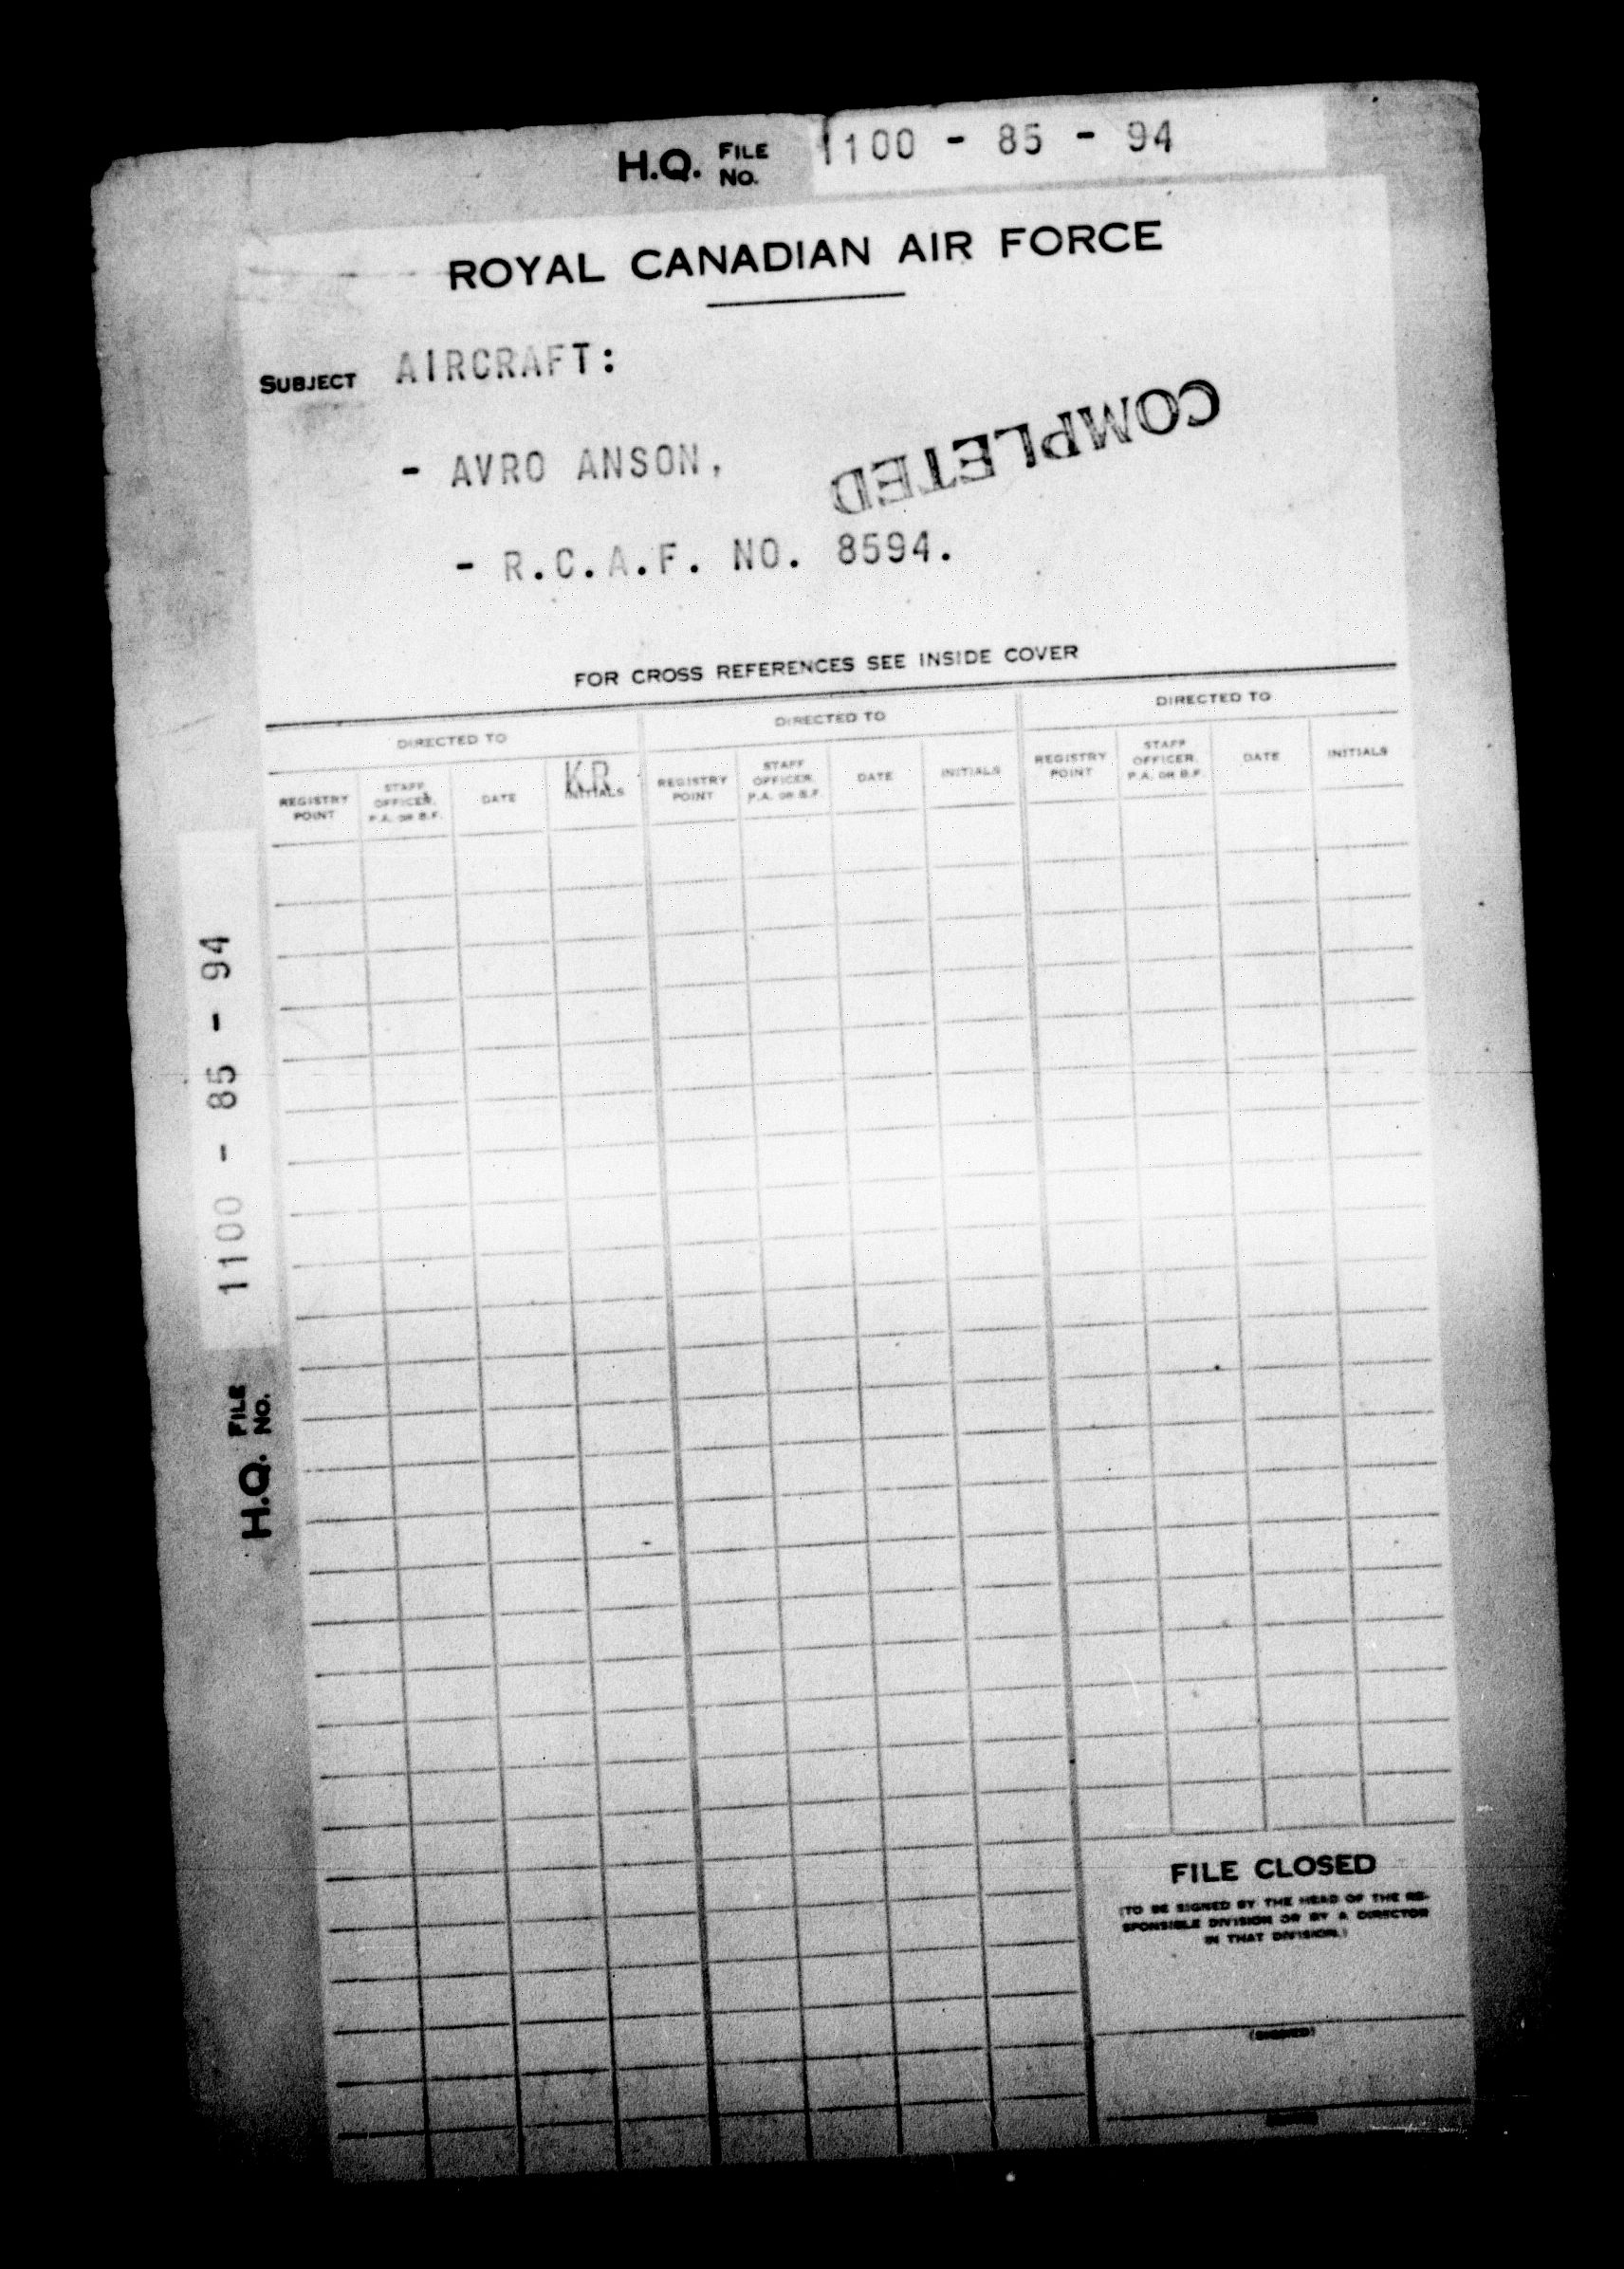 H.Q. FILE NO. 1100 - 85 - 94
ROYAL CANADIAN AIR FORCE
SUBJECT AIRCRAFT:
COMPLETED
- AVRO ANSON,
- R.C.A.F. NO. 8594.
FOR CROSS REFERENCES SEE INSIDE COVER
DIRECTED TO DIRECTED TO DIRECTED TO
K.R.
REGISTRY POINT STAFF OFFICER. P.A. OR B.F. DATE INITIALS REGISTRY POINT STAFF OFFICER. P.A. OR B.F. DATE INITIALS REGISTRY POINT STAFF OFFICER. P.A. OR B.F. DATE INITIALS
H.Q. FILE NO. 1100 - 85 - 94
FILE CLOSED
(TO BE SIGNED BY THE HEAD OF THE RE-
SPONSIBLE DIVISION OR BY A DIRECTOR
IN THAT DIVISION.)
(SIGNED)